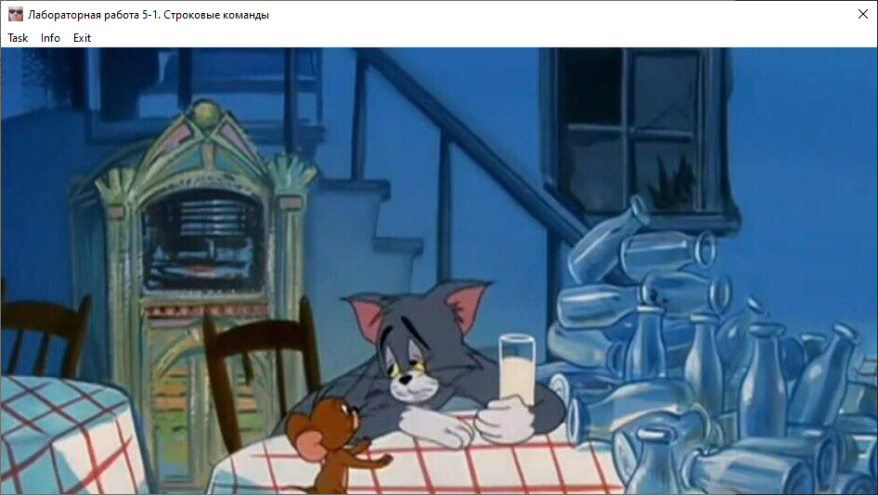 Лабораторная работа 5-1. Строковые команды
Task Info Exit